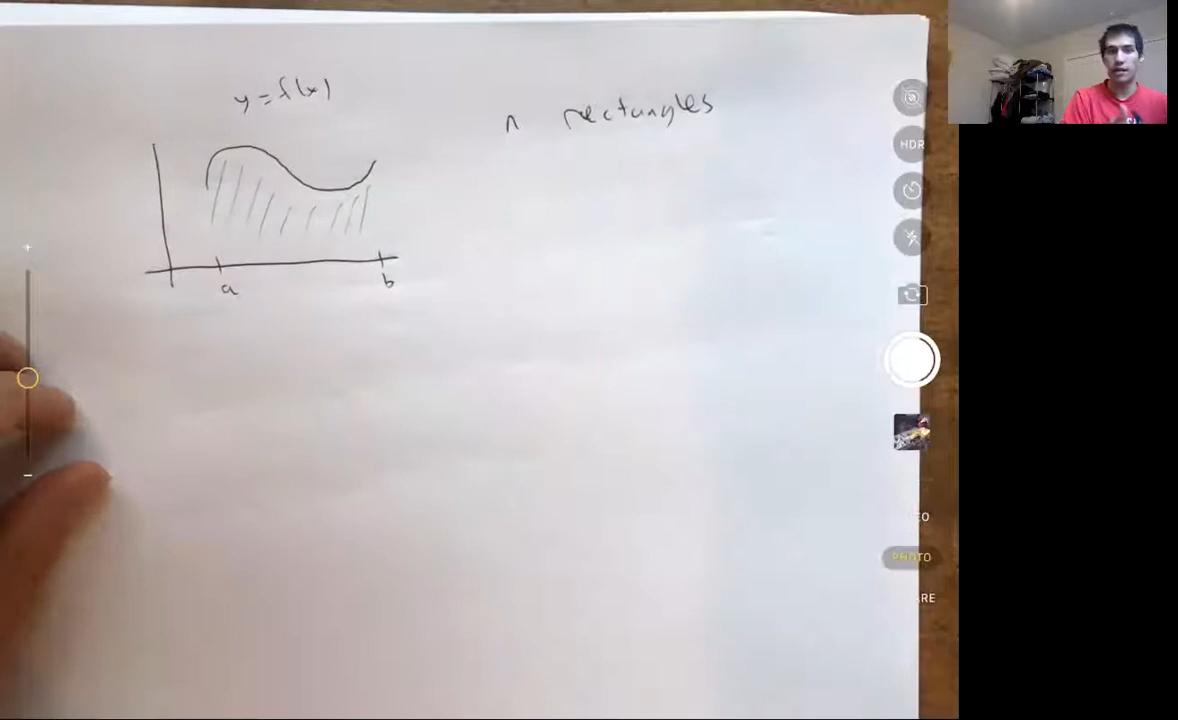 y = f(x)
n rectangles
a
b
HDR
PHOTO